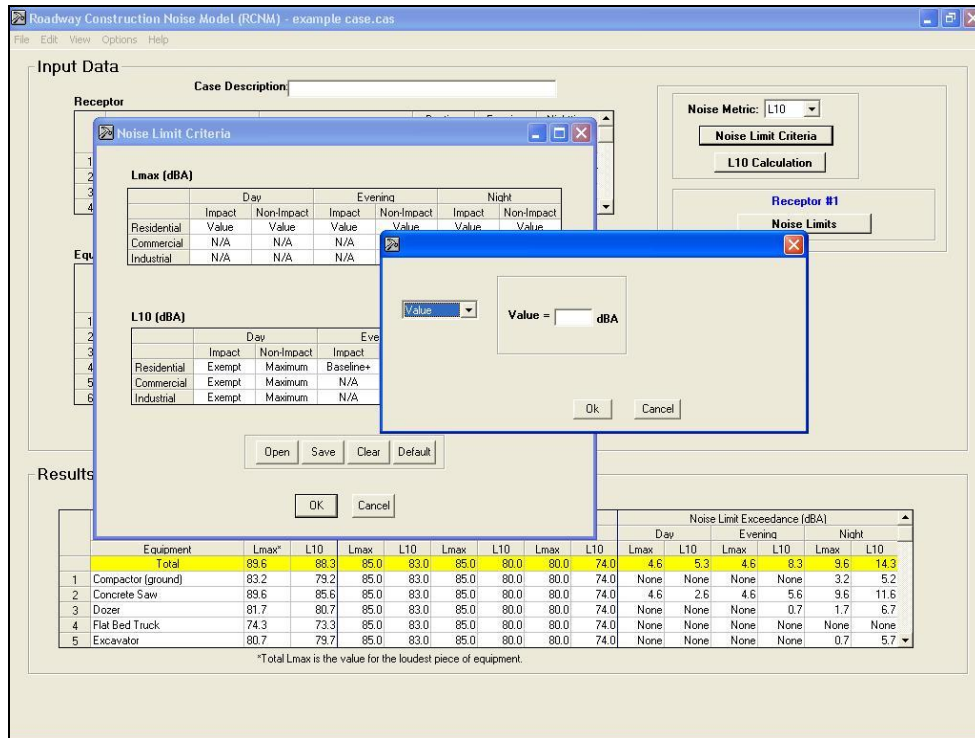 Roadway Construction Noise Model (RCNM) - example case.cas
File Edit View Options Help
Input Data
Case Description:
Receptor
1
2
3
4
Noise Metric: L10
Noise Limit Criteria
L10 Calculation
Receptor #1
Noise Limits
Noise Limit Criteria
Lmax (dBA)
Day Evening Night
Impact Non-Impact Impact Non-Impact Impact Non-Impact
Residential Value Value Value Value Value Value
Commercial N/A N/A N/A
Industrial N/A N/A N/A
Value
Value = dBA
Ok Cancel
Equ
1
2
3
4
5
6
L10 (dBA)
Day Eve
Impact Non-Impact Impact
Residential Exempt Maximum Baseline+
Commercial Exempt Maximum N/A
Industrial Exempt Maximum N/A
Open Save Clear Default
OK Cancel
Results
Noise Limit Exceedance (dBA)
Day Evening Night
Equipment Lmax* L10 Lmax L10 Lmax L10 Lmax L10 Lmax L10 Lmax L10 Lmax L10
Total 89.6 88.3 85.0 83.0 85.0 80.0 80.0 74.0 4.6 5.3 4.6 8.3 9.6 14.3
1 Compactor (ground) 83.2 79.2 85.0 83.0 85.0 80.0 80.0 74.0 None None None None 3.2 5.2
2 Concrete Saw 89.6 85.6 85.0 83.0 85.0 80.0 80.0 74.0 4.6 2.6 4.6 5.6 9.6 11.6
3 Dozer 81.7 80.7 85.0 83.0 85.0 80.0 80.0 74.0 None None None 0.7 1.7 6.7
4 Flat Bed Truck 74.3 73.3 85.0 83.0 85.0 80.0 80.0 74.0 None None None None None None
5 Excavator 80.7 79.7 85.0 83.0 85.0 80.0 80.0 74.0 None None None None 0.7 5.7
*Total Lmax is the value for the loudest piece of equipment.